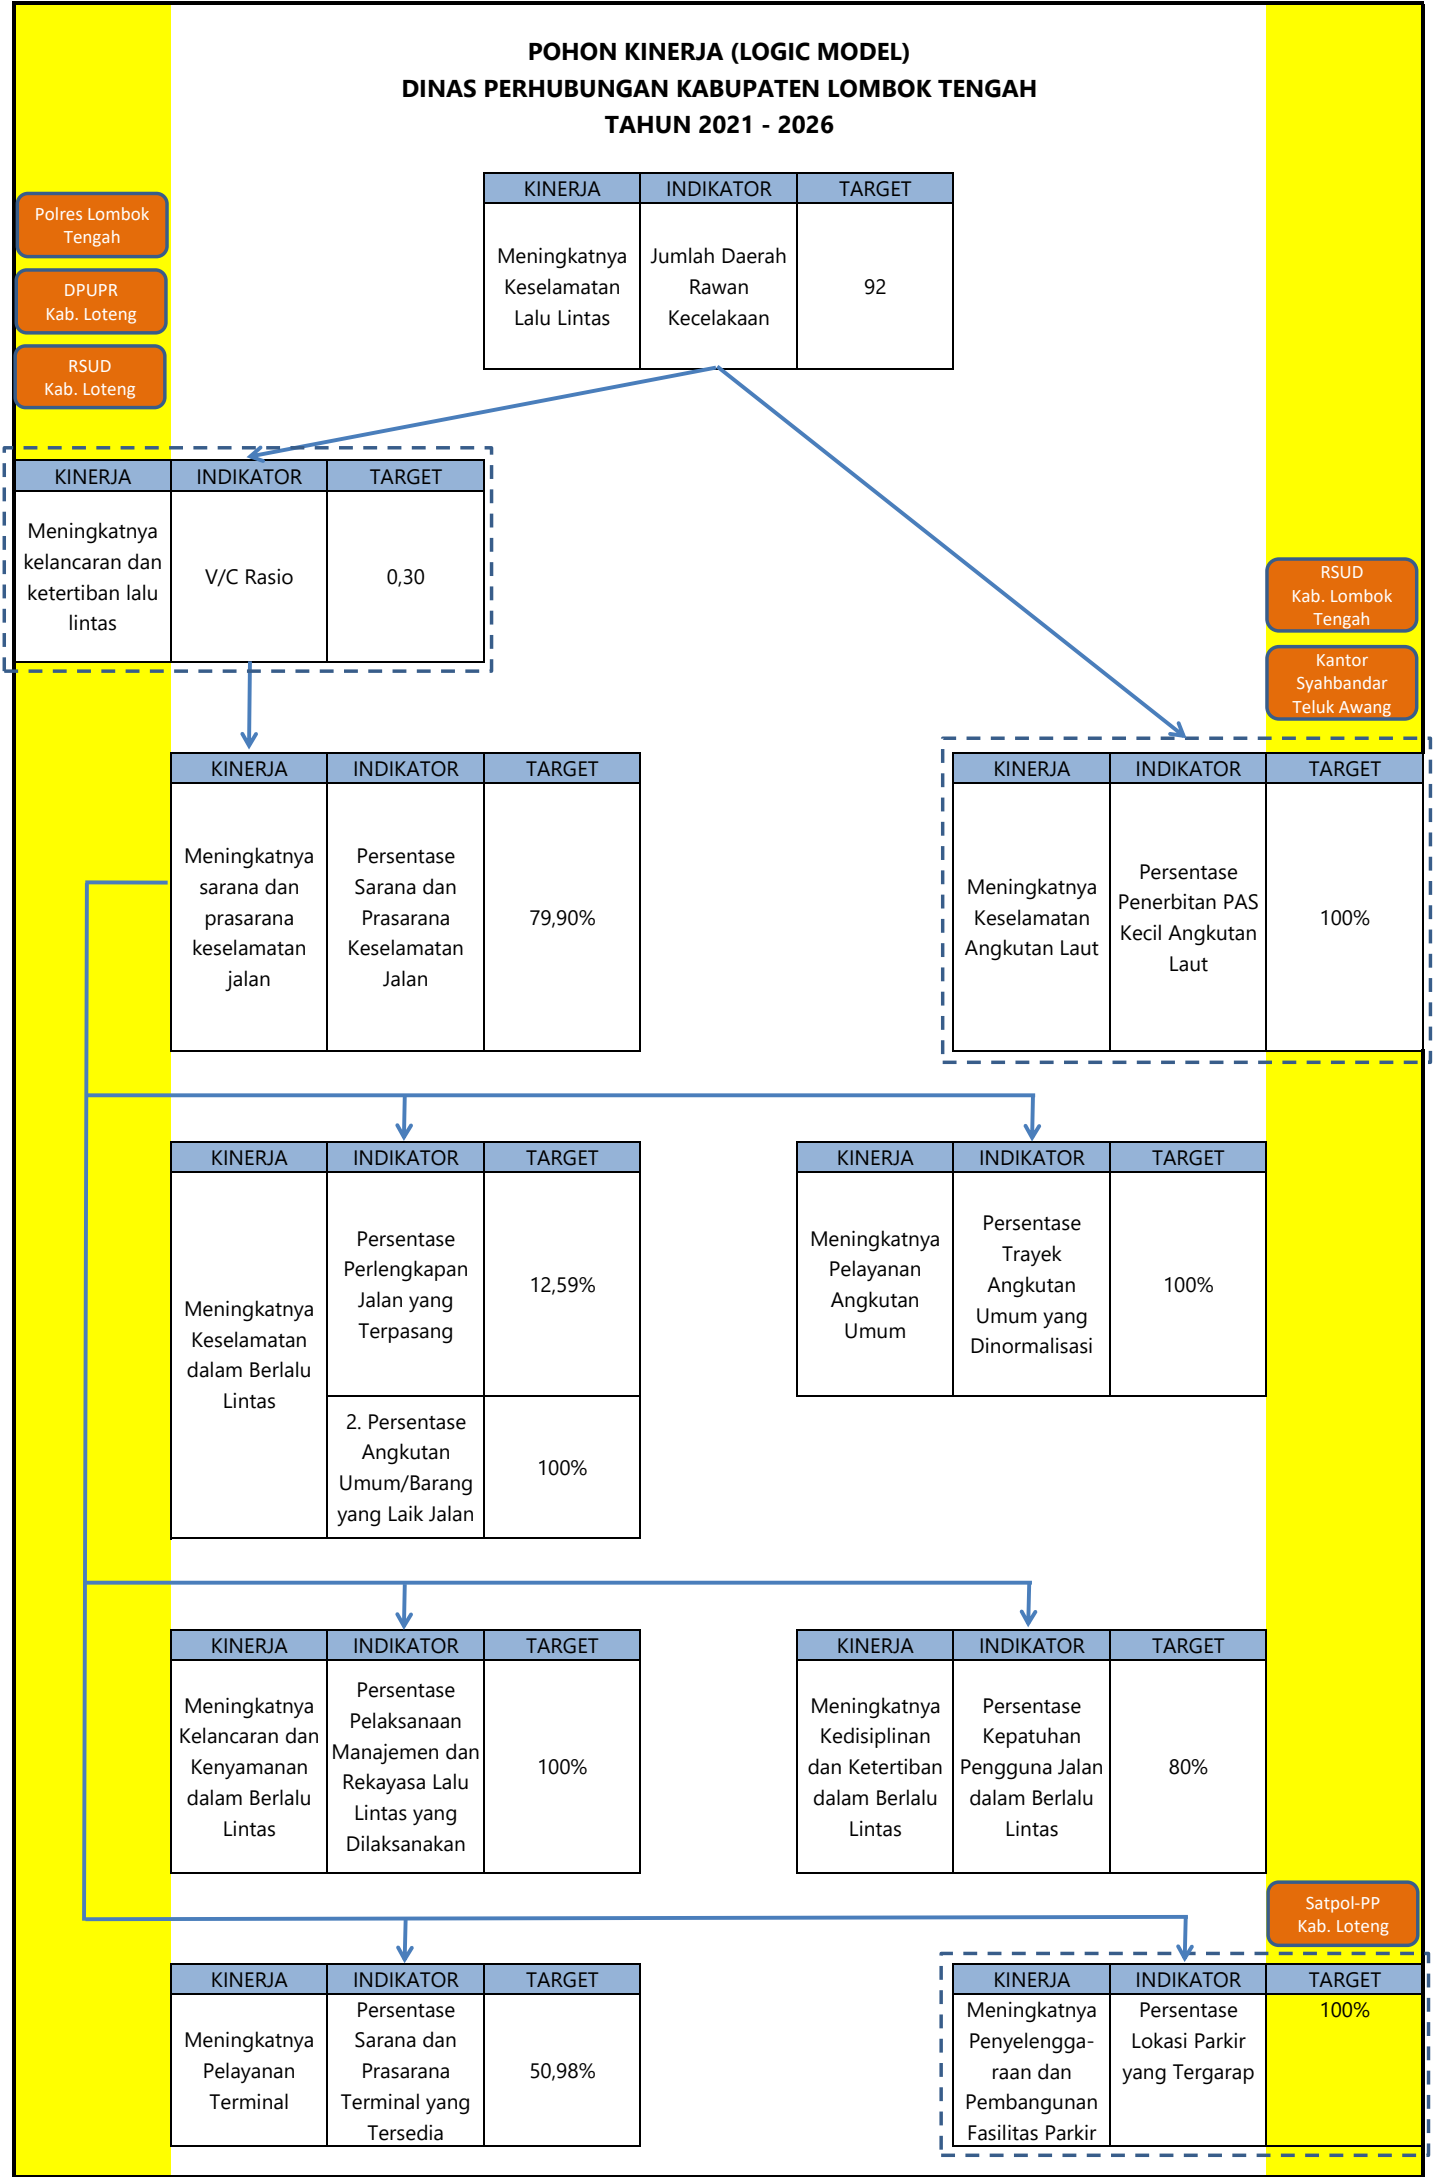 POHON KINERJA (LOGIC MODEL)
DINAS PERHUBUNGAN KABUPATEN LOMBOK TENGAH
TAHUN 2021 - 2026
KINERJA
INDIKATOR
TARGET
Meningkatnya
Keselamatan
Lalu Lintas
Jumlah Daerah
Rawan
Kecelakaan
92
Polres Lombok
Tengah
DPUPR
Kab. Loteng
RSUD
Kab. Loteng
KINERJA
INDIKATOR
TARGET
Meningkatnya
kelancaran dan
ketertiban lalu
lintas
V/C Rasio
0,30
RSUD
Kab. Lombok
Tengah
Kantor
Syahbandar
Teluk Awang
KINERJA
INDIKATOR
TARGET
Meningkatnya
sarana dan
prasarana
keselamatan
jalan
Persentase
Sarana dan
Prasarana
Keselamatan
Jalan
79,90%
KINERJA
INDIKATOR
TARGET
Meningkatnya
Keselamatan
Angkutan Laut
Persentase
Penerbitan PAS
Kecil Angkutan
Laut
100%
KINERJA
INDIKATOR
TARGET
Meningkatnya
Keselamatan
dalam Berlalu
Lintas
Persentase
Perlengkapan
Jalan yang
Terpasang
12,59%
2. Persentase
Angkutan
Umum/Barang
yang Laik Jalan
100%
KINERJA
INDIKATOR
TARGET
Meningkatnya
Pelayanan
Angkutan
Umum
Persentase
Trayek
Angkutan
Umum yang
Dinormalisasi
100%
KINERJA
INDIKATOR
TARGET
Meningkatnya
Kelancaran dan
Kenyamanan
dalam Berlalu
Lintas
Persentase
Pelaksanaan
Manajemen dan
Rekayasa Lalu
Lintas yang
Dilaksanakan
100%
KINERJA
INDIKATOR
TARGET
Meningkatnya
Kedisiplinan
dan Ketertiban
dalam Berlalu
Lintas
Persentase
Kepatuhan
Pengguna Jalan
dalam Berlalu
Lintas
80%
Satpol-PP
Kab. Loteng
KINERJA
INDIKATOR
TARGET
Meningkatnya
Pelayanan
Terminal
Persentase
Sarana dan
Prasarana
Terminal yang
Tersedia
50,98%
KINERJA
INDIKATOR
TARGET
Meningkatnya
Penyelengga-
raan dan
Pembangunan
Fasilitas Parkir
Persentase
Lokasi Parkir
yang Tergarap
100%